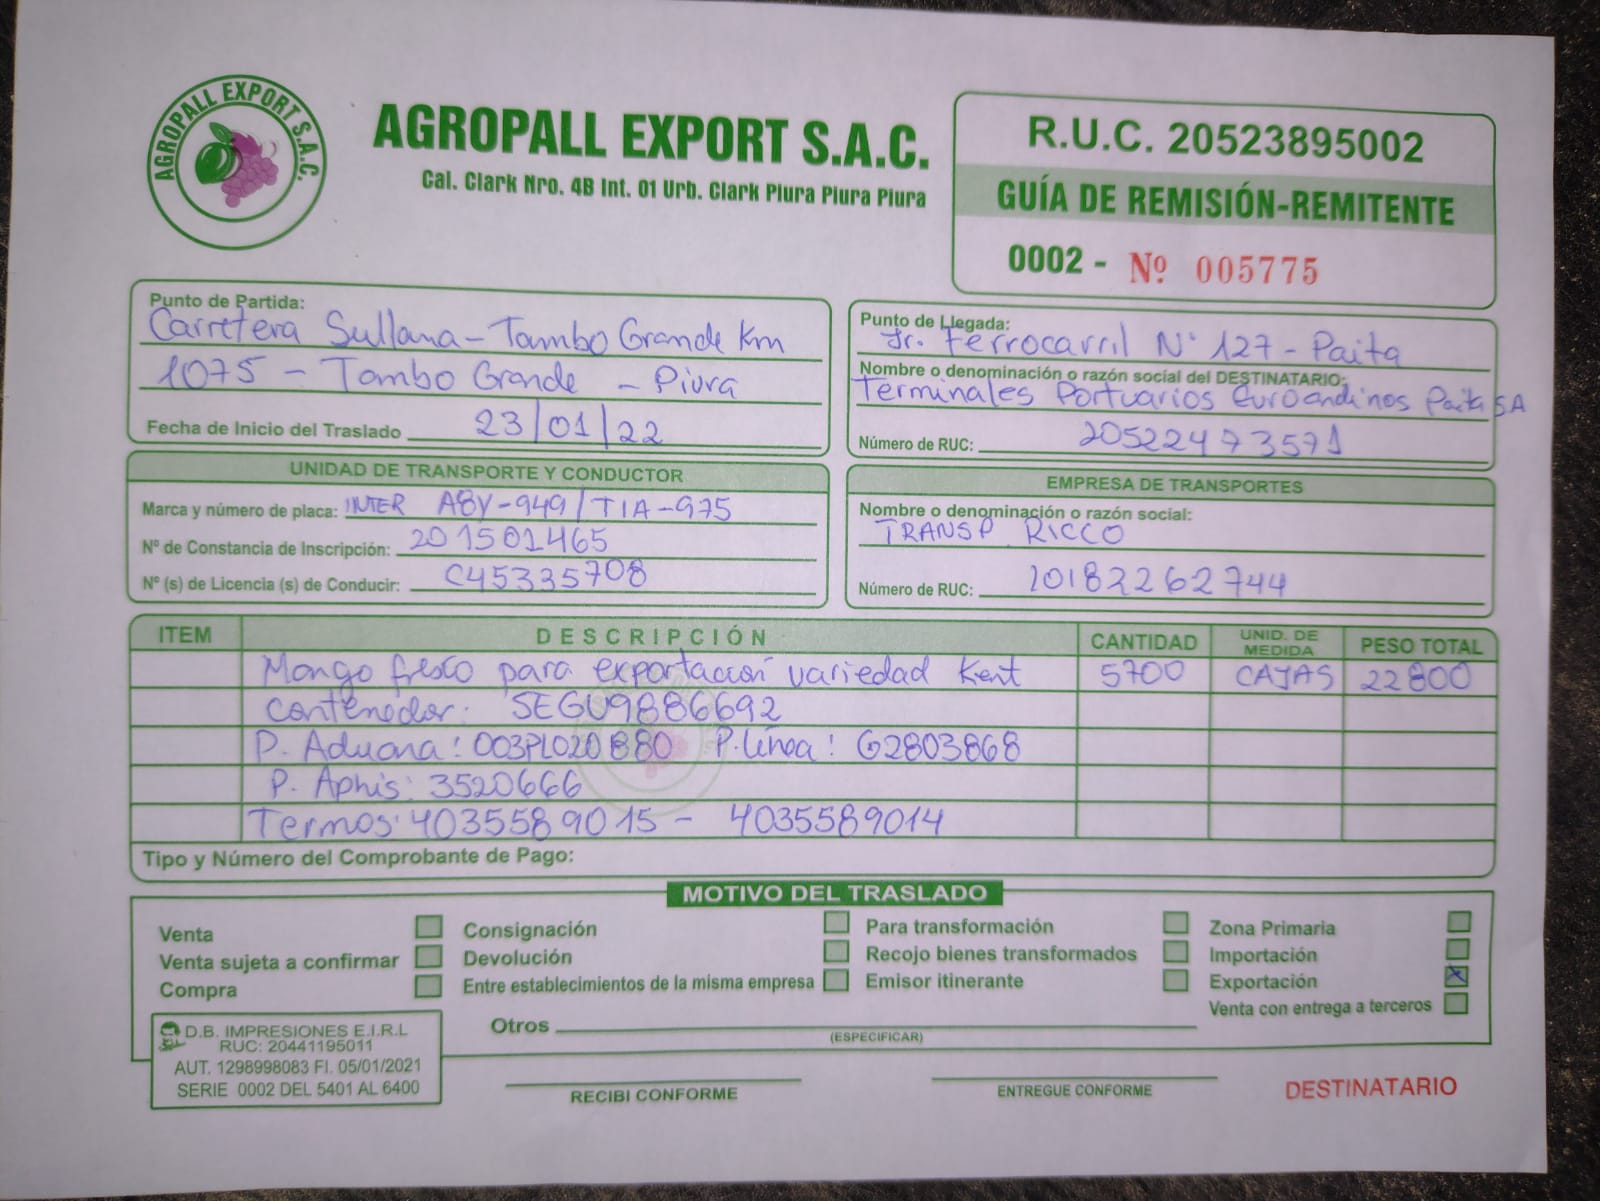 AGROPALL EXPORT S.A.C.
AGROPALL EXPORT S.A.C.
Cal. Clark Nro. 4B Int. 01 Urb. Clark Piura Piura Piura
R.U.C. 20523895002
GUÍA DE REMISIÓN-REMITENTE
0002 - Nº 005775
Punto de Partida:
Carretera Sullana - Tambo Grande Km
1075 - Tambo Grande - Piura
Fecha de Inicio del Traslado 23/01/22
Punto de Llegada:
Jr. Ferrocarril N° 127 - Paita
Nombre o denominación o razón social del DESTINATARIO:
Terminales Portuarios Euroandinos Paita SA
Número de RUC: 20522473571
UNIDAD DE TRANSPORTE Y CONDUCTOR
Marca y número de placa: INTER A8Y-949/TIA-975
Nº de Constancia de Inscripción: 201501465
Nº (s) de Licencia (s) de Conducir: C45335708
EMPRESA DE TRANSPORTES
Nombre o denominación o razón social:
TRANSP. RICCO
Número de RUC: 10182262744
ITEM DESCRIPCIÓN CANTIDAD UNID. DE MEDIDA PESO TOTAL
Mango fresco para exportación variedad Kent 5700 CAJAS 22800
Contenedor: SEGU9886692
P. Aduana: 003PL020880 P. Línea: G2803868
P. Aphis: 3520666
Termos: 4035589015 - 4035589014
Tipo y Número del Comprobante de Pago:
MOTIVO DEL TRASLADO
Venta
Venta sujeta a confirmar
Compra
Consignación
Devolución
Entre establecimientos de la misma empresa
Para transformación
Recojo bienes transformados
Emisor itinerante
Zona Primaria
Importación
Exportación X
Venta con entrega a terceros
Otros
(ESPECIFICAR)
D.B. IMPRESIONES E.I.R.L
RUC: 20441195011
AUT. 1298998083 FI. 05/01/2021
SERIE 0002 DEL 5401 AL 6400
RECIBI CONFORME
ENTREGUE CONFORME
DESTINATARIO